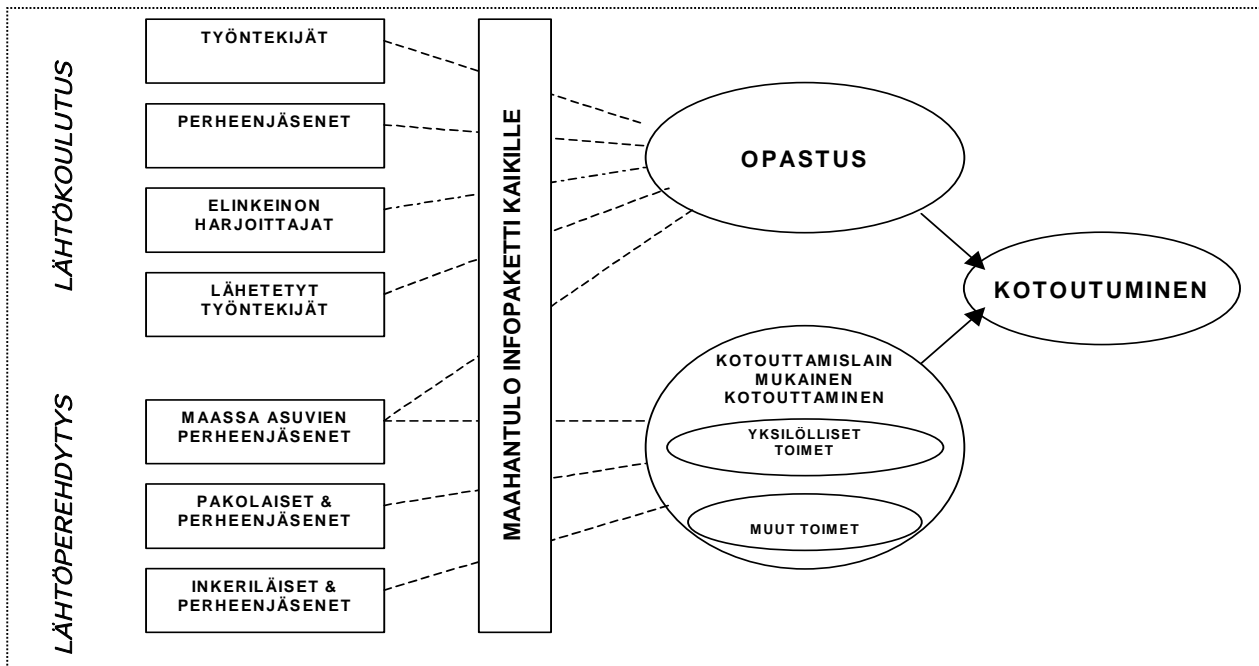 LÄHTÖKOULUTUS
TYÖNTEKIJÄT
PERHEENJÄSENET
ELINKEINON
HARJOITTAJAT
LÄHETETYT
TYÖNTEKIJÄT
LÄHTÖPEREHDYTYS
MAASSA ASUVIEN
PERHEENJÄSENET
PAKOLAISET &
PERHEENJÄSENET
INKERILÄISET &
PERHEENJÄSENET
MAAHANTULO INFOPAKETTI KAIKILLE
OPASTUS
KOTOUTTAMISLAIN
MUKAINEN
KOTOUTTAMINEN
YKSILÖLLISET
TOIMET
MUUT TOIMET
KOTOUTUMINEN